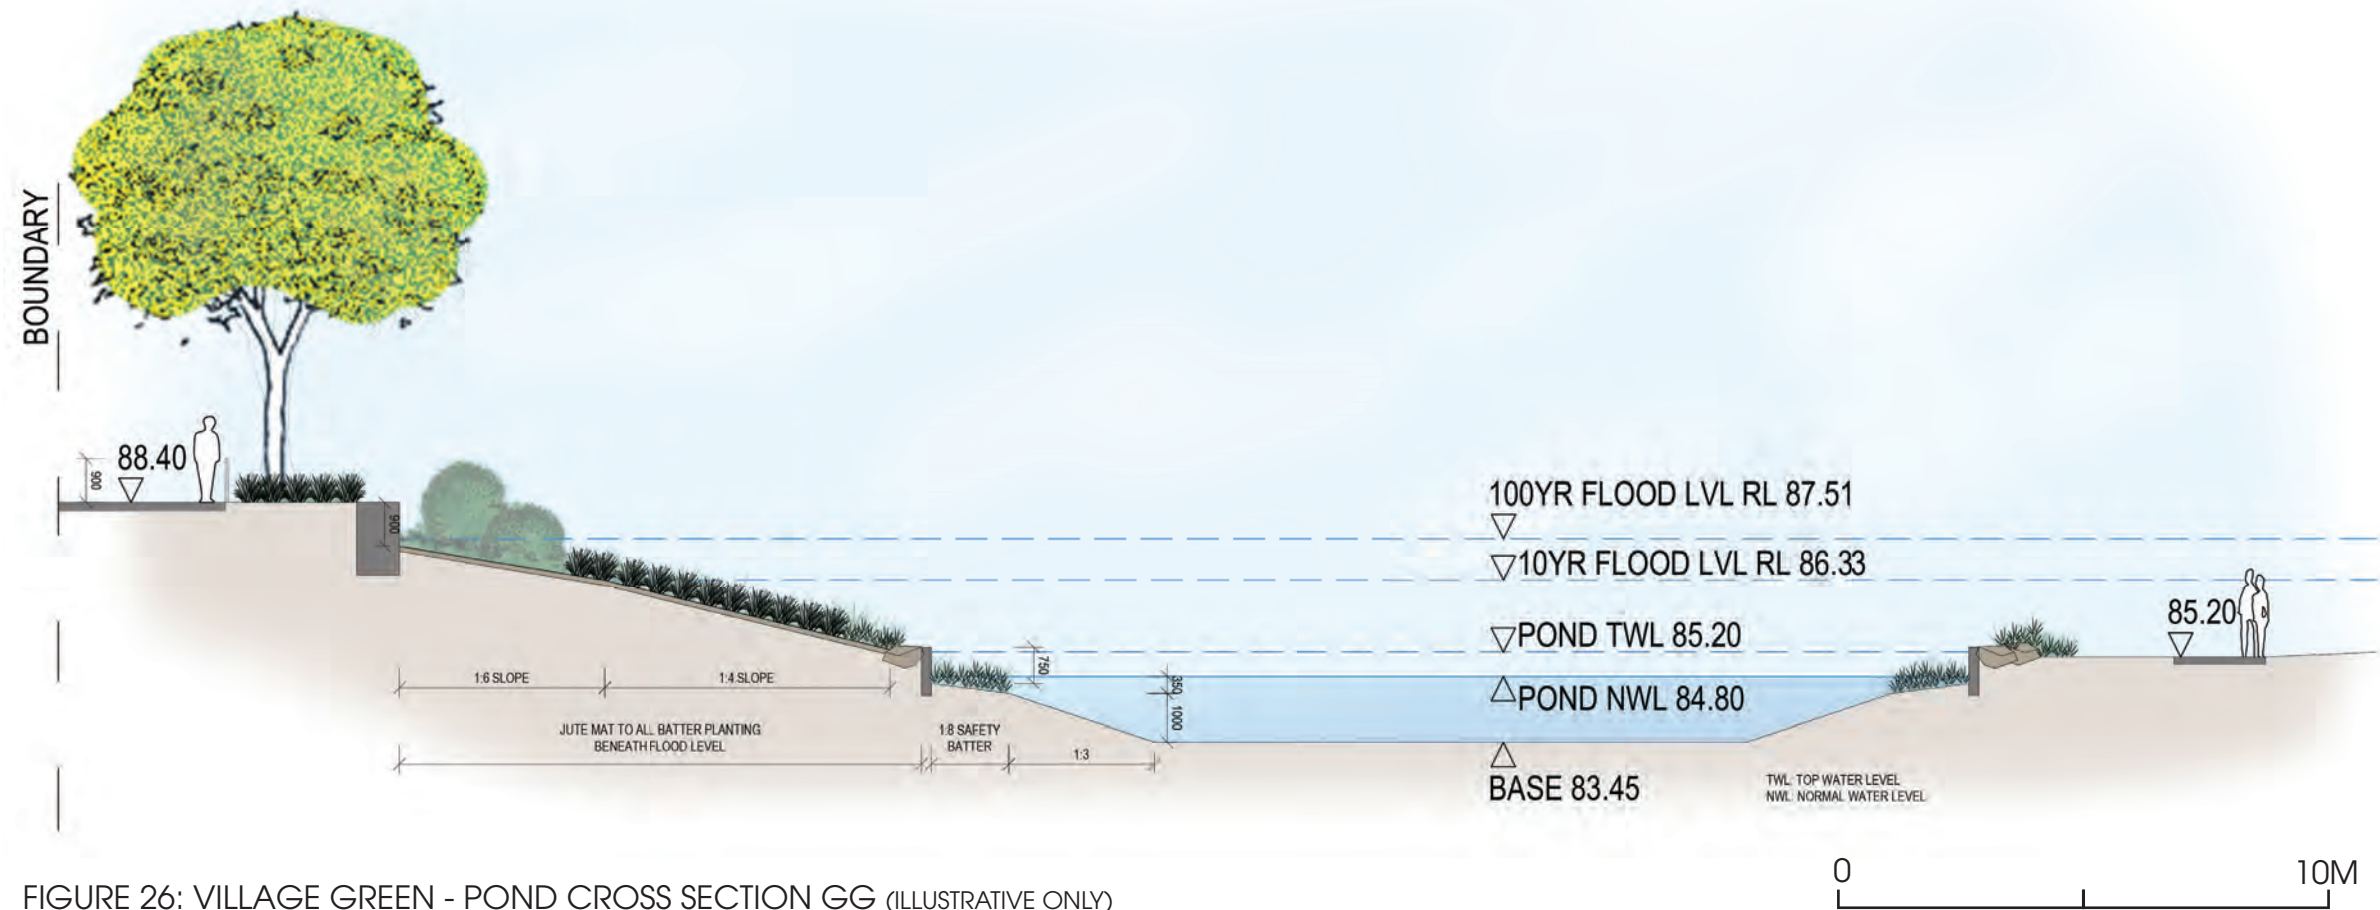 BOUNDARY
88.40
900
900
100YR FLOOD LVL RL 87.51
10YR FLOOD LVL RL 86.33
POND TWL 85.20
85.20
750
350
1000
POND NWL 84.80
1:6 SLOPE
1:4 SLOPE
JUTE MAT TO ALL BATTER PLANTING
BENEATH FLOOD LEVEL
1:8 SAFETY
BATTER
1:3
BASE 83.45
TWL: TOP WATER LEVEL
NWL: NORMAL WATER LEVEL
0
10M
FIGURE 26: VILLAGE GREEN - POND CROSS SECTION GG (ILLUSTRATIVE ONLY)